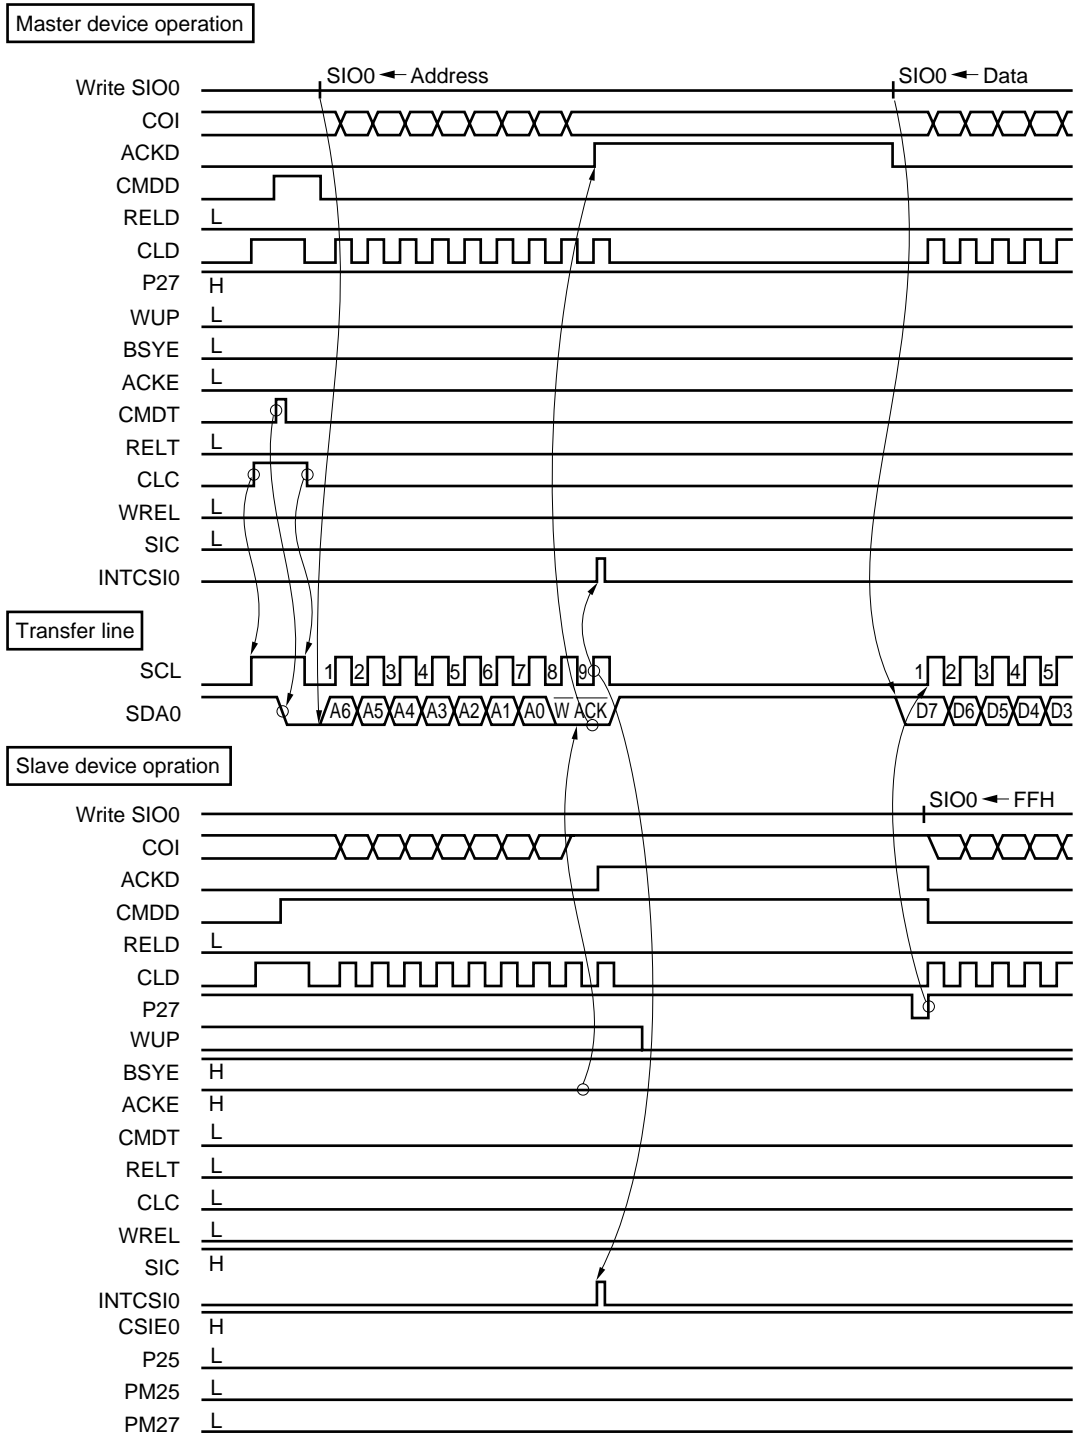 Master device operation
SIO0 ← Address SIO0 ← Data
Write SIO0
COI
ACKD
CMDD
RELD L
CLD
P27 H
WUP L
BSYE L
ACKE L
CMDT
RELT L
CLC
WREL L
SIC L
INTCSI0
Transfer line
SCL 1 2 3 4 5 6 7 8 9 1 2 3 4 5
SDA0 A6 A5 A4 A3 A2 A1 A0 W ACK D7 D6 D5 D4 D3
Slave device opration
SIO0 ← FFH
Write SIO0
COI
ACKD
CMDD
RELD L
CLD
P27
WUP
BSYE H
ACKE H
CMDT L
RELT L
CLC L
WREL L
SIC H
INTCSI0
CSIE0 H
P25 L
PM25 L
PM27 L